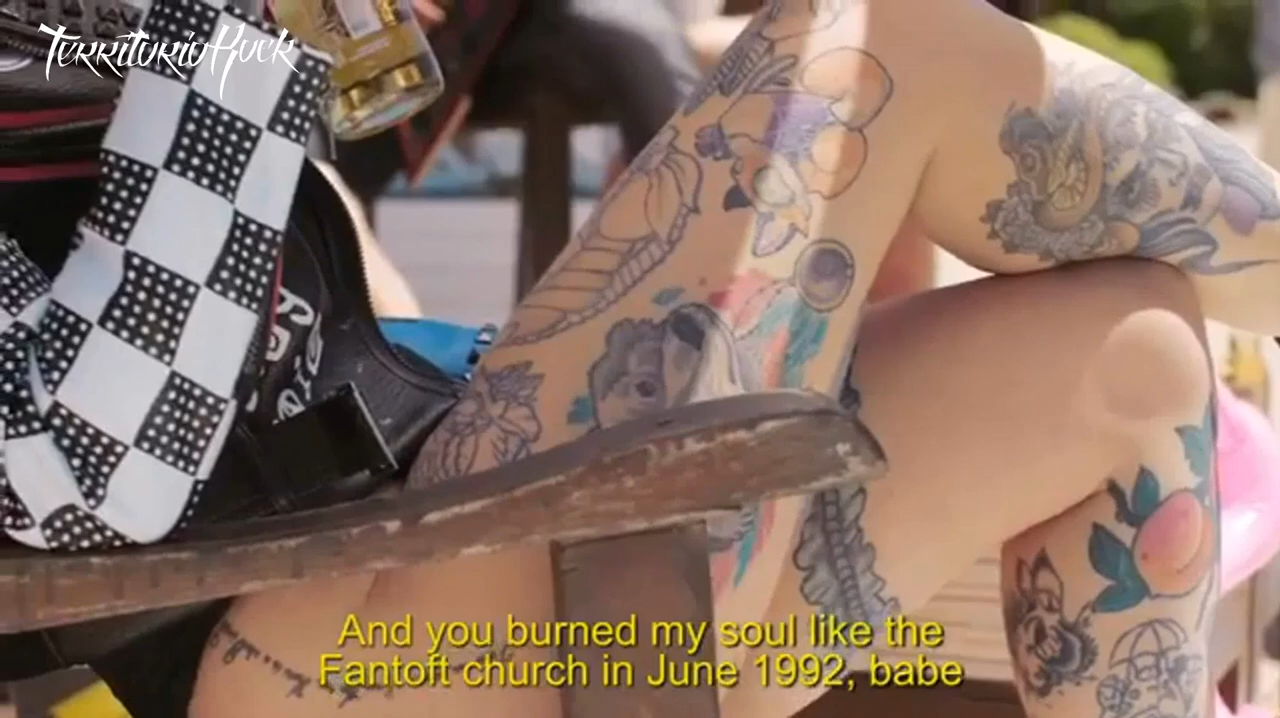 TerritorioRock
And you burned my soul like the
Fantoft church in June 1992, babe